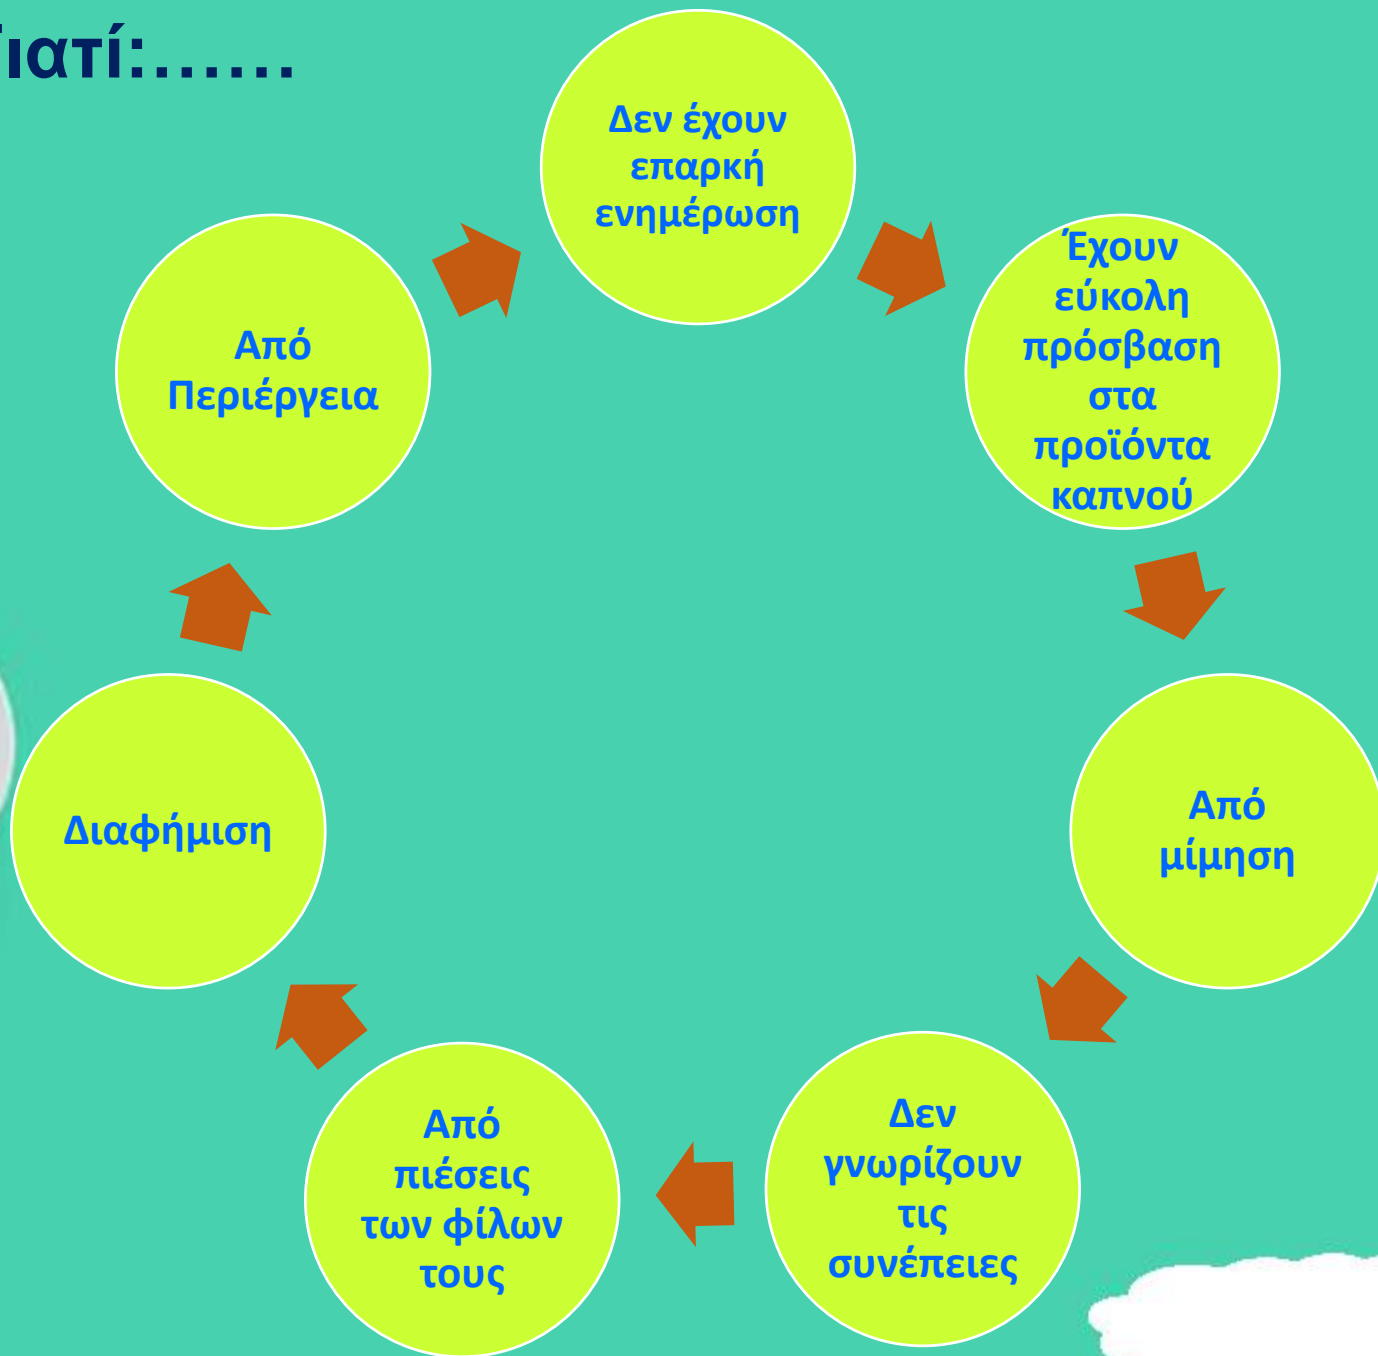 Γιατί:......
Δεν έχουν
επαρκή
ενημέρωση
Έχουν
εύκολη
πρόσβαση
στα
προϊόντα
καπνού
Από
μίμηση
Δεν
γνωρίζουν
τις
συνέπειες
Από
πιέσεις
των φίλων
τους
Διαφήμιση
Από
Περιέργεια